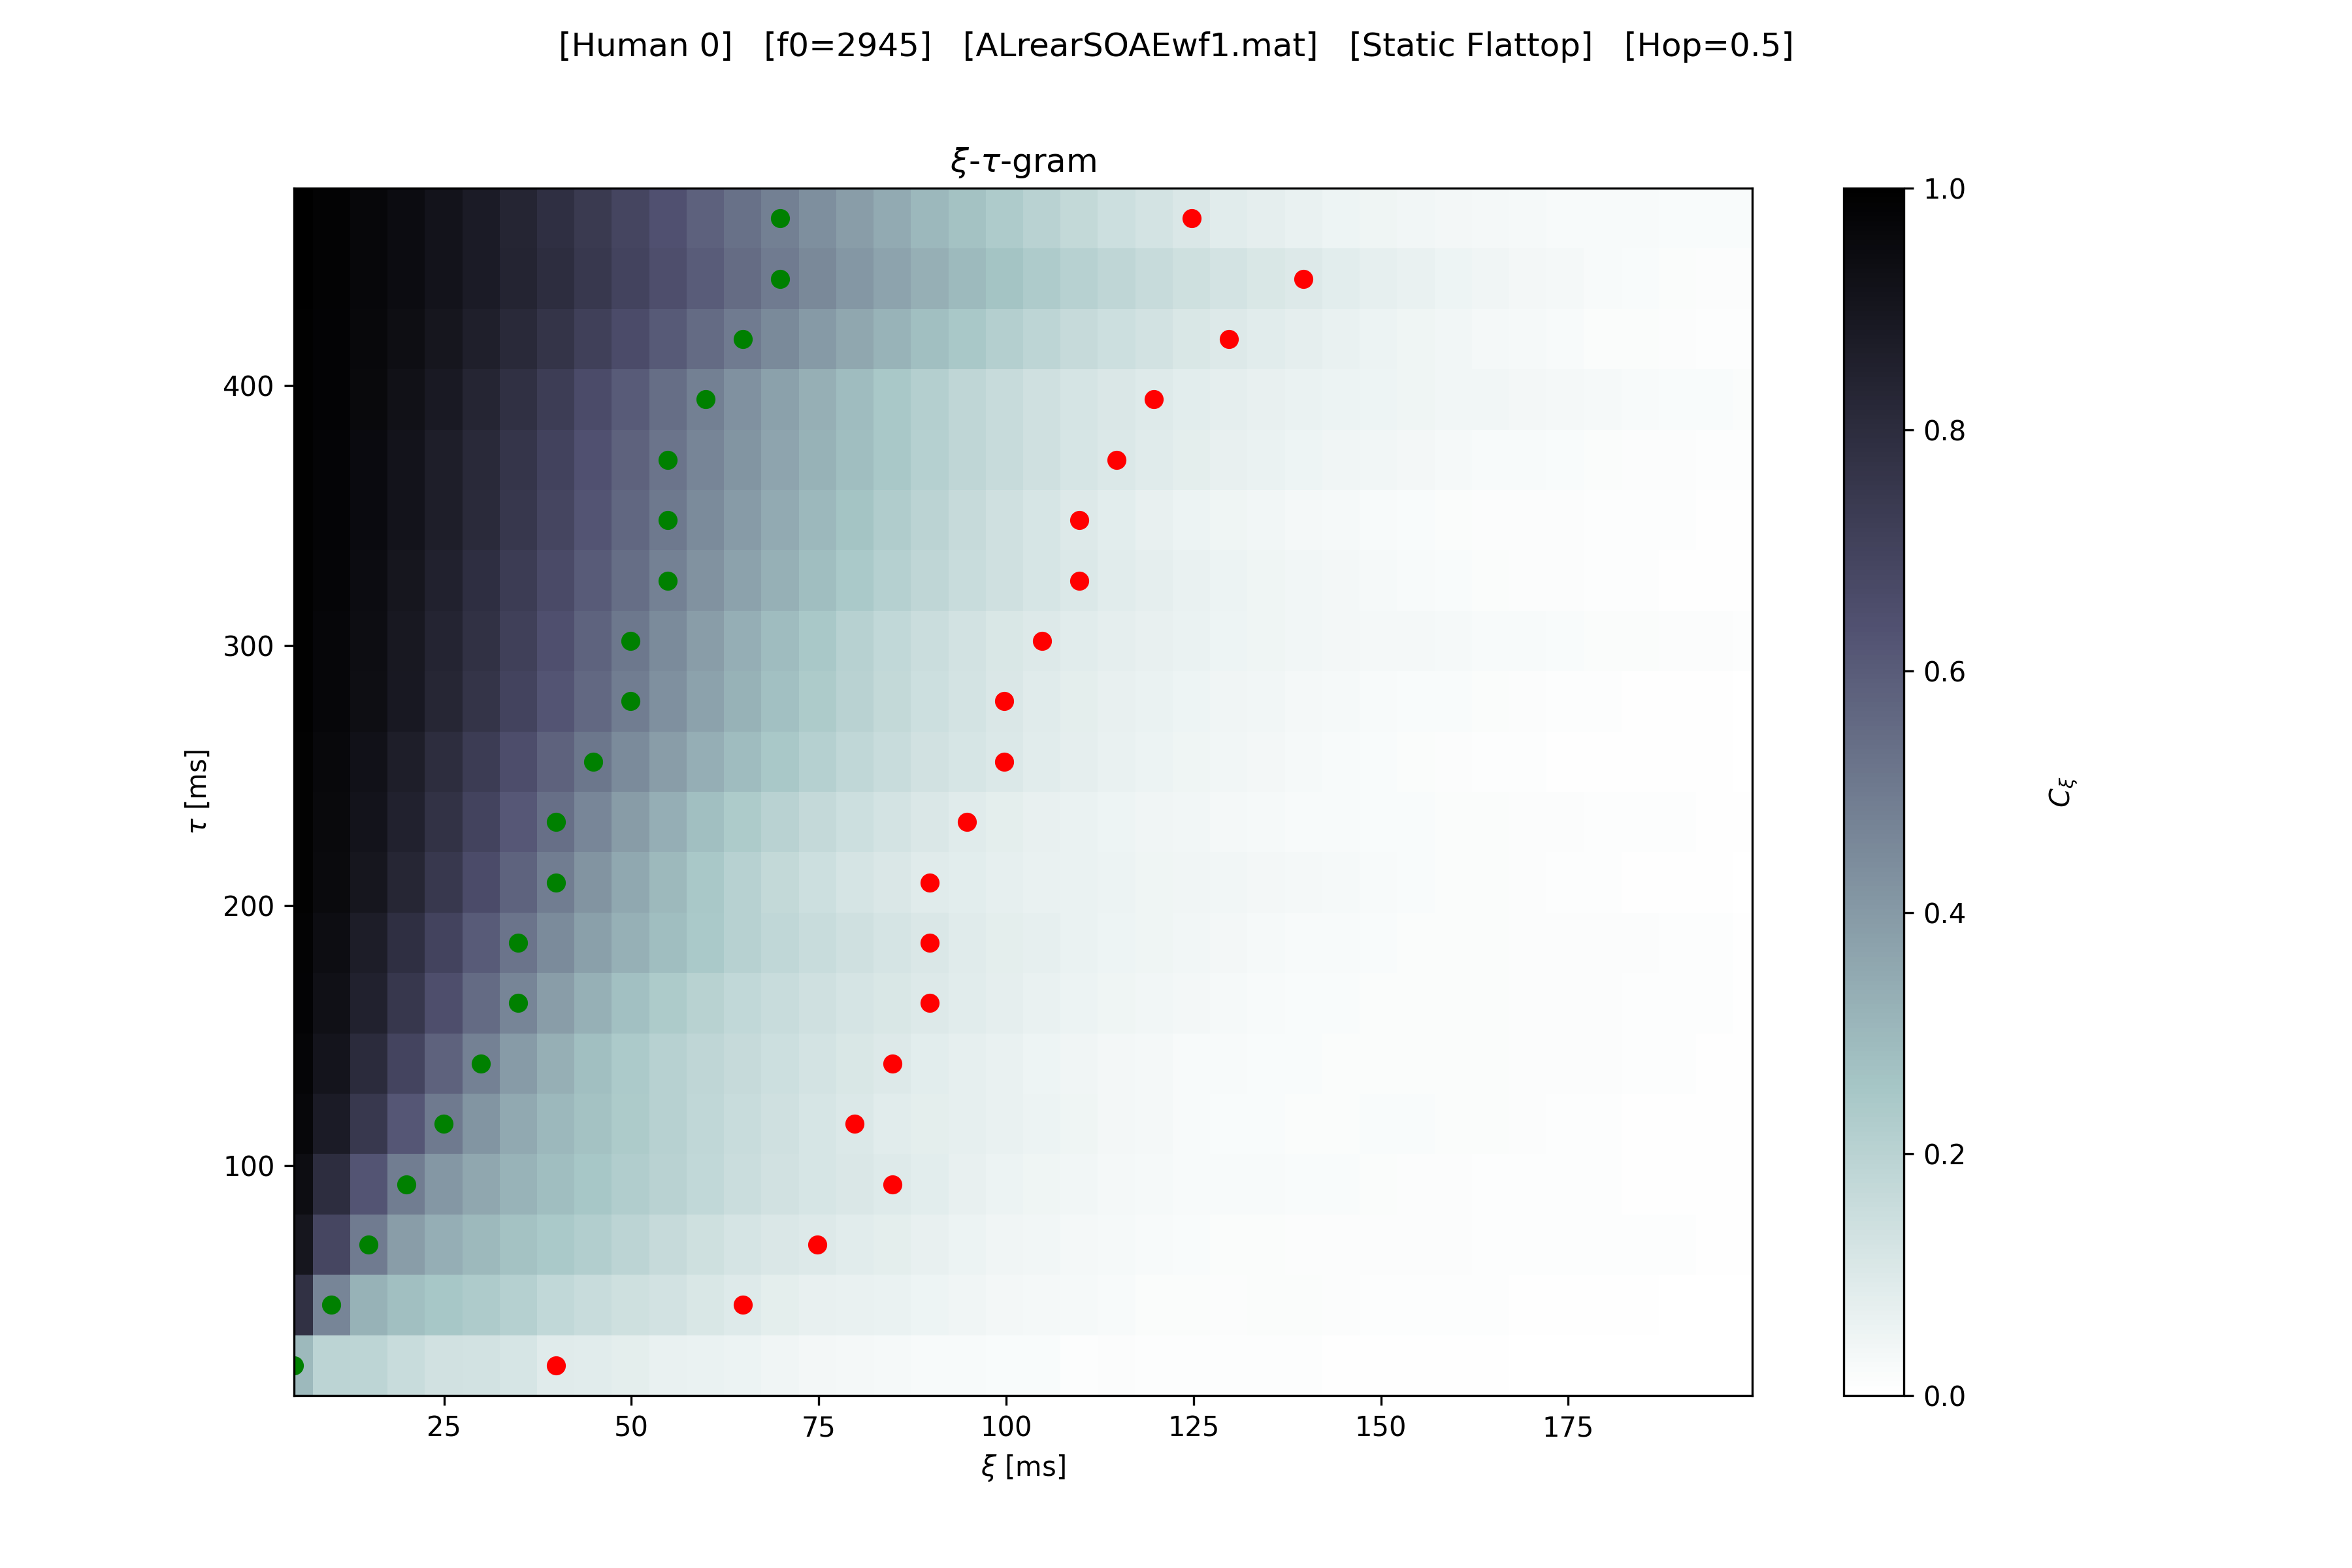 [Human 0]   [f0=2945]   [ALrearSOAEwf1.mat]   [Static Flattop]   [Hop=0.5]
ξ-τ-gram
τ [ms]
400
300
200
100
25 50 75 100 125 150 175
ξ [ms]
1.0
0.8
0.6
0.4
0.2
0.0
C_ξ